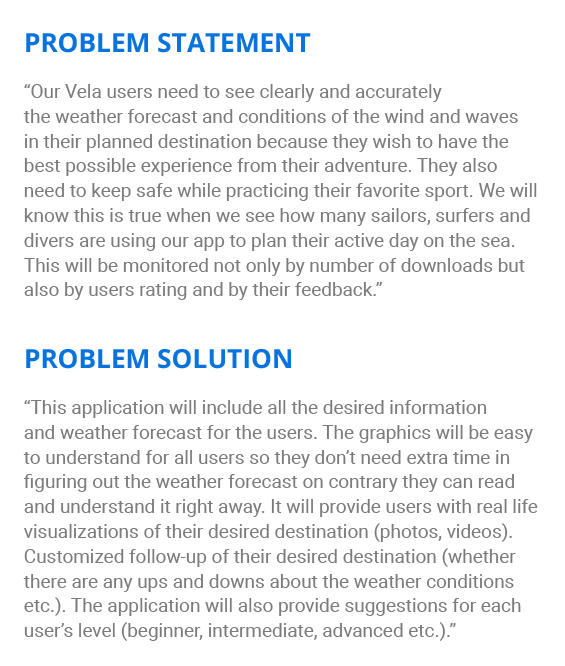 PROBLEM STATEMENT
“Our Vela users need to see clearly and accurately
the weather forecast and conditions of the wind and waves
in their planned destination because they wish to have the
best possible experience from their adventure. They also
need to keep safe while practicing their favorite sport. We will
know this is true when we see how many sailors, surfers and
divers are using our app to plan their active day on the sea.
This will be monitored not only by number of downloads but
also by users rating and by their feedback.”
PROBLEM SOLUTION
“This application will include all the desired information
and weather forecast for the users. The graphics will be easy
to understand for all users so they don’t need extra time in
figuring out the weather forecast on contrary they can read
and understand it right away. It will provide users with real life
visualizations of their desired destination (photos, videos).
Customized follow-up of their desired destination (whether
there are any ups and downs about the weather conditions
etc.). The application will also provide suggestions for each
user’s level (beginner, intermediate, advanced etc.).”